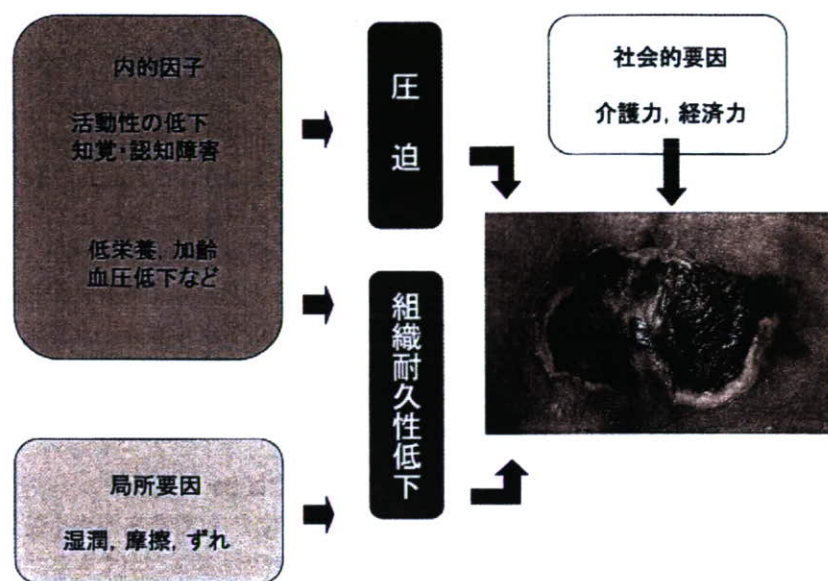 内的因子
活動性の低下
知覚・認知障害
低栄養, 加齢
血圧低下など
圧迫
社会的要因
介護力, 経済力
組織耐久性低下
局所要因
湿潤, 摩擦, ずれ